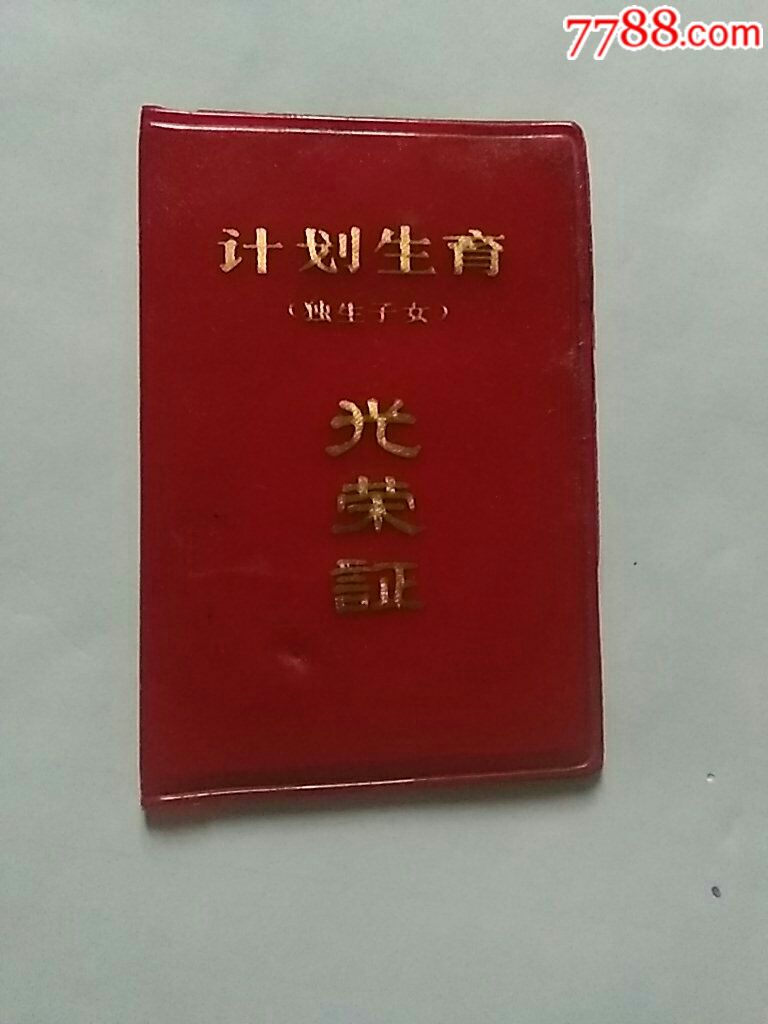 7788.com
计划生育
（独生子女）
光
荣
証